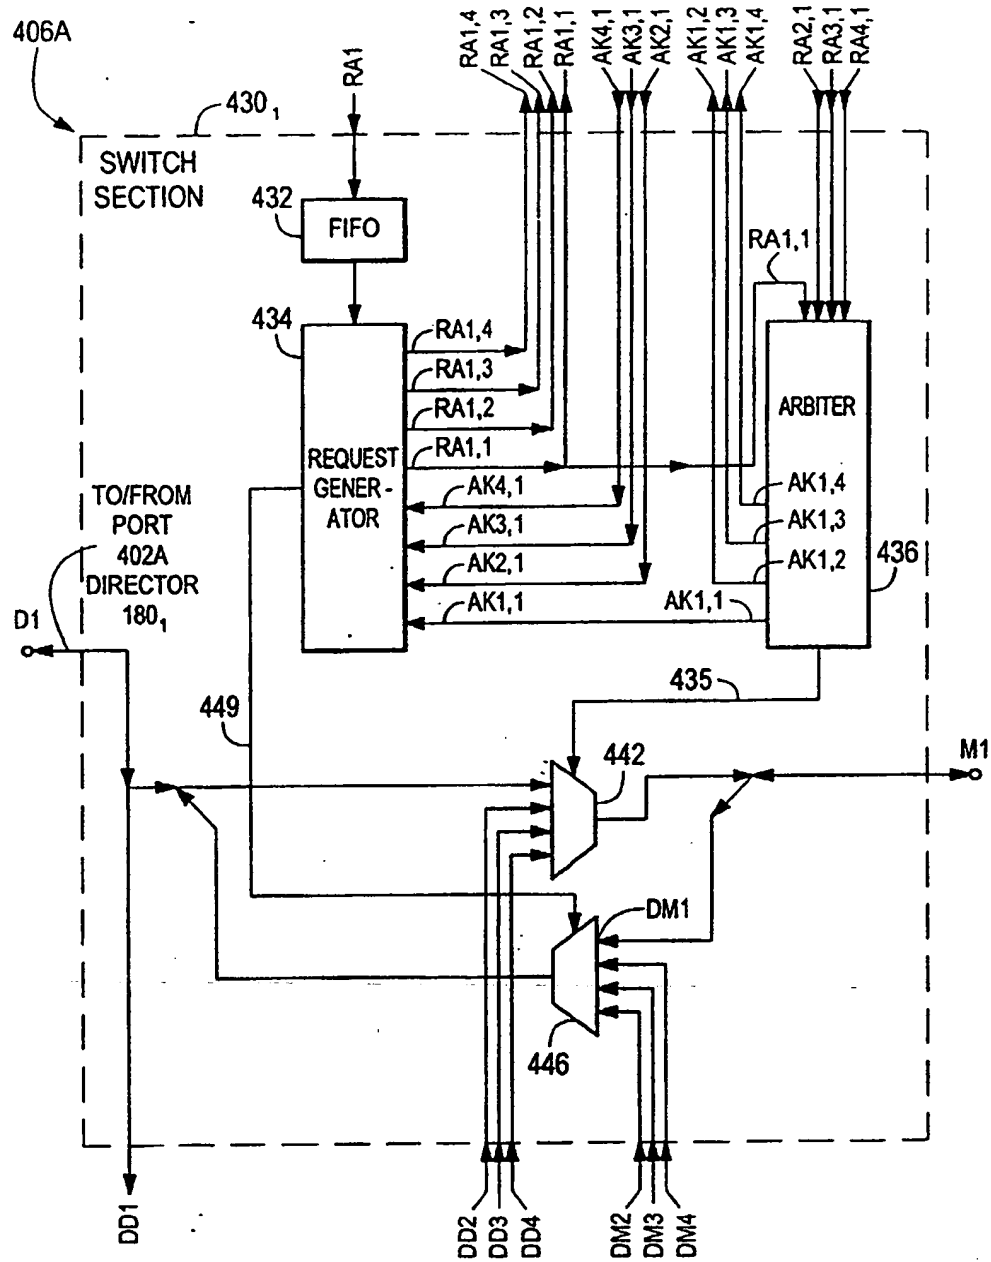 406A
RA1
RA1,4
RA1,3
RA1,2
RA1,1
AK4,1
AK3,1
AK2,1
AK1,2
AK1,3
AK1,4
RA2,1
RA3,1
RA4,1
430₁
SWITCH
SECTION
432
FIFO
RA1,1
434
RA1,4
RA1,3
RA1,2
RA1,1
AK4,1
AK3,1
AK2,1
AK1,1
REQUEST
GENER-
ATOR
ARBITER
AK1,4
AK1,3
AK1,2
AK1,1
436
TO/FROM
PORT
402A
DIRECTOR
180₁
D1
435
449
442
M1
DM1
446
DD1
DD2
DD3
DD4
DM2
DM3
DM4